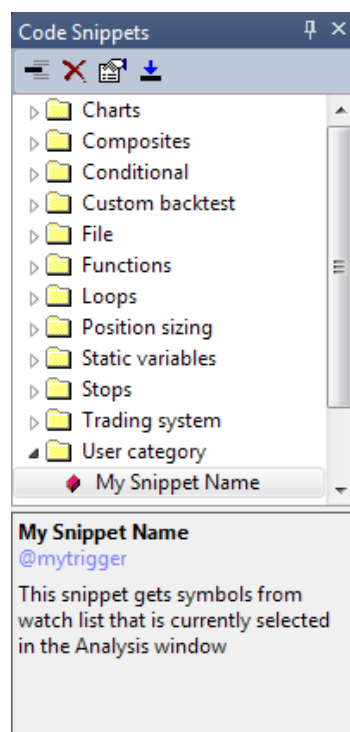 Code Snippets
Charts
Composites
Conditional
Custom backtest
File
Functions
Loops
Position sizing
Static variables
Stops
Trading system
User category
My Snippet Name
My Snippet Name
@mytrigger
This snippet gets symbols from
watch list that is currently selected
in the Analysis window